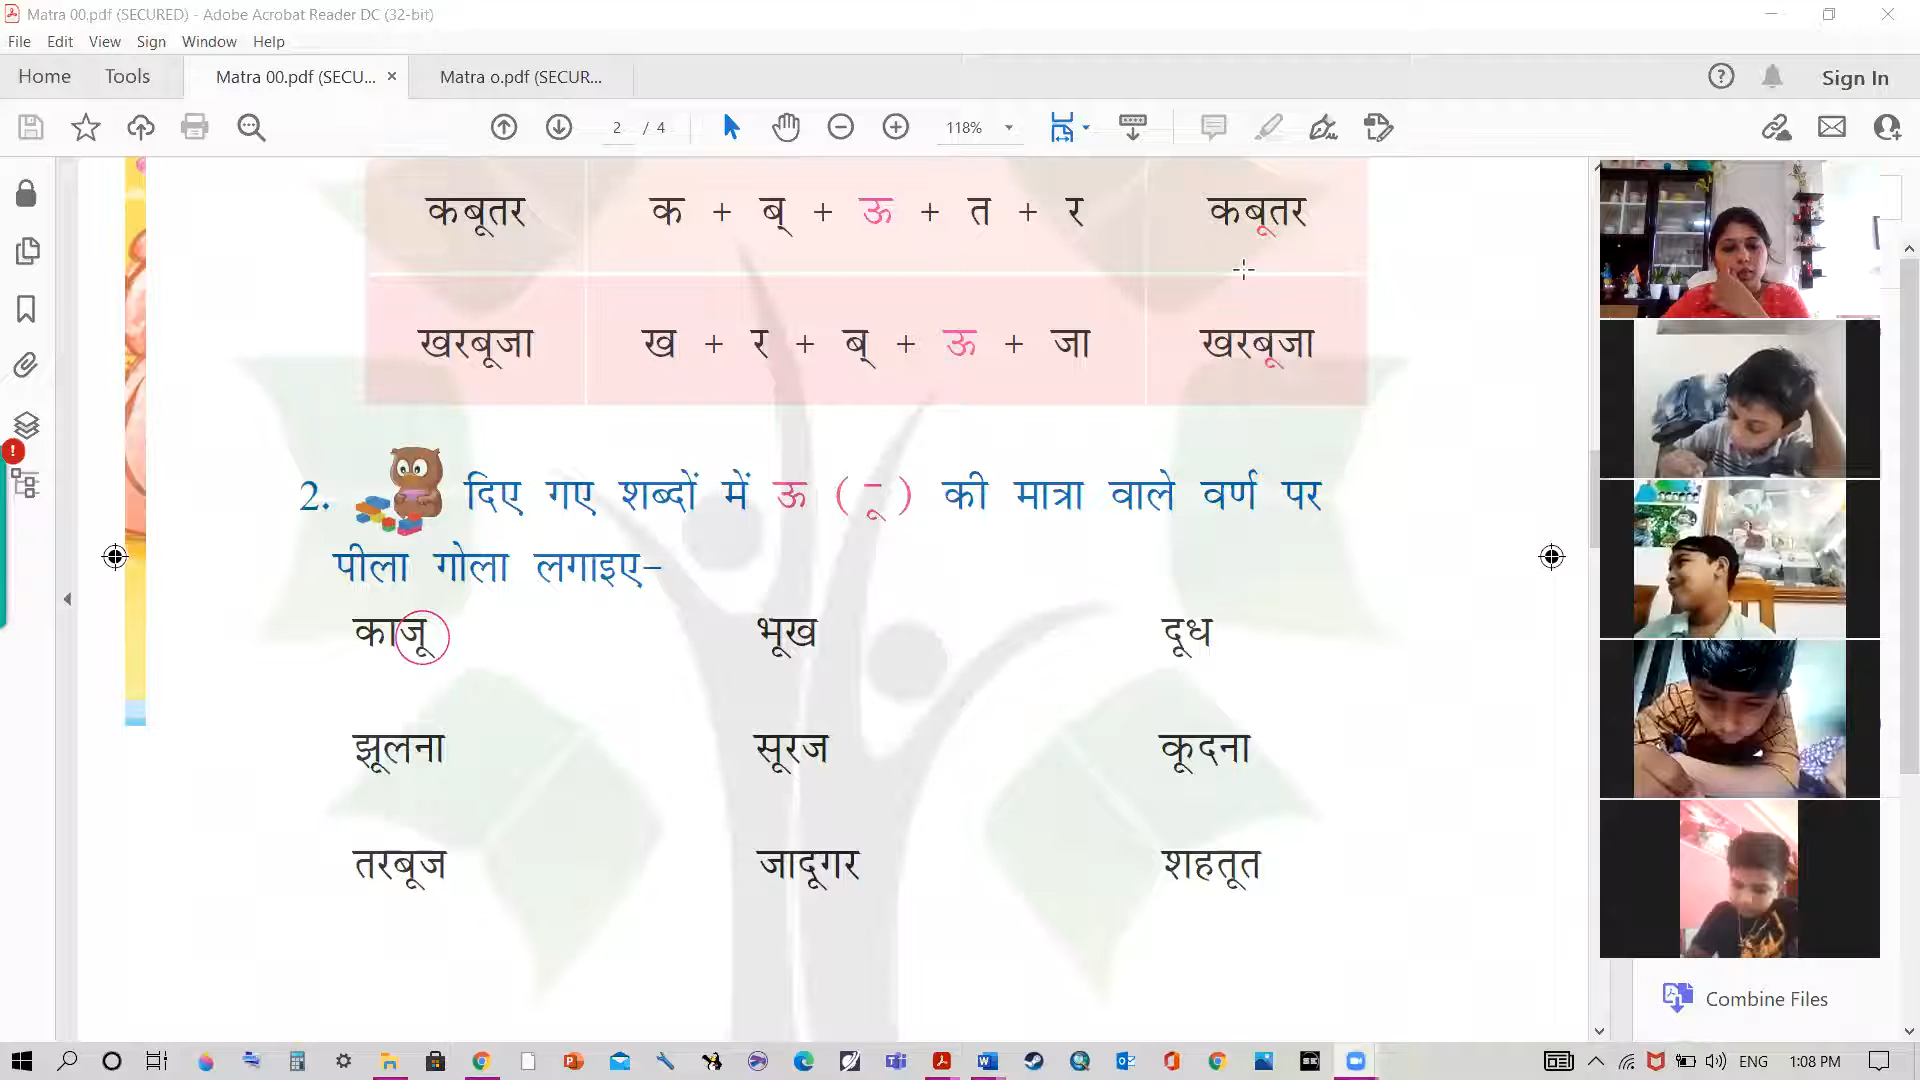 Matra 00.pdf (SECURED) - Adobe Acrobat Reader DC (32-bit)
File Edit View Sign Window Help
Home Tools Matra 00.pdf (SECU... × Matra o.pdf (SECUR... Sign In
2 / 4 118%
कबूतर क + ब् + ऊ + त + र कबूतर
खरबूजा ख + र + ब् + ऊ + जा खरबूजा
2. दिए गए शब्दों में ऊ ( ू ) की मात्रा वाले वर्ण पर
पीला गोला लगाइए-
काजू भूख दूध
झूलना सूरज कूदना
तरबूज जादूगर शहतूत
Combine Files
ENG 1:08 PM